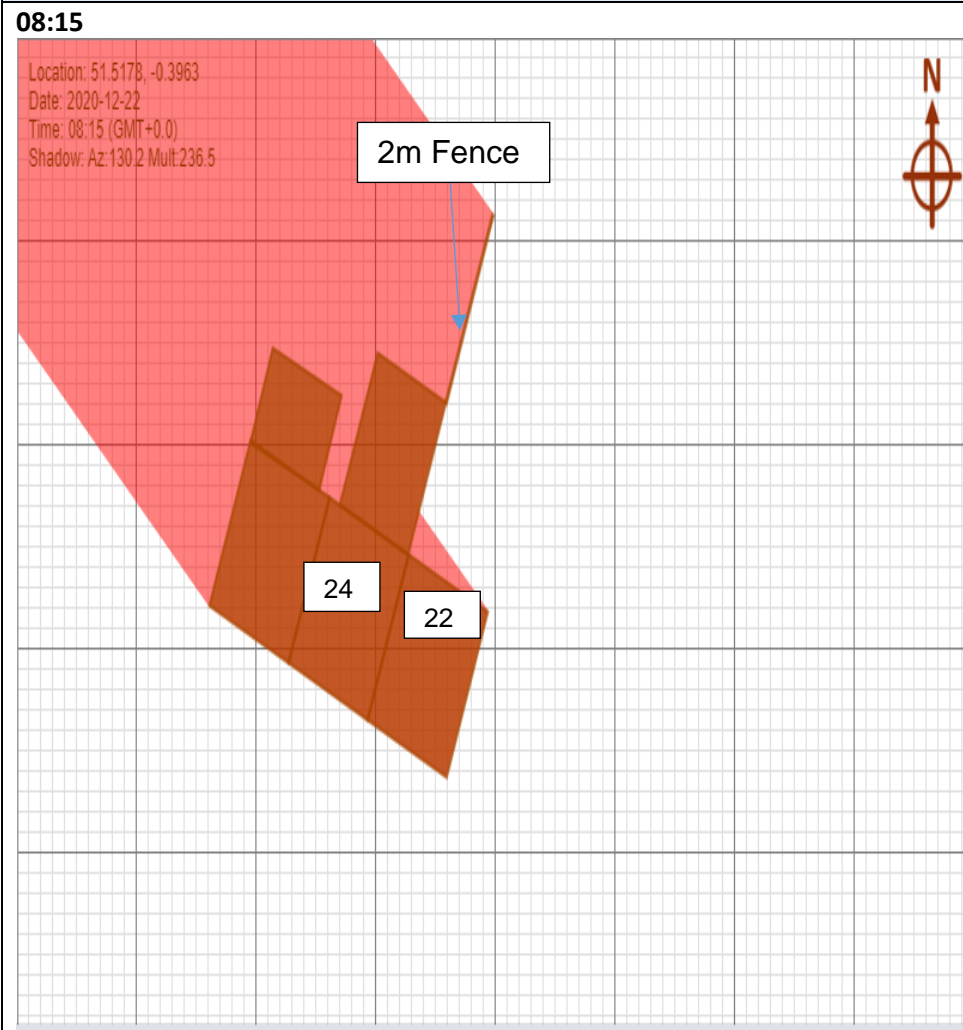 08:15
Location: 51.5178, -0.3963
Date: 2020-12-22
Time: 08:15 (GMT+0.0)
Shadow: Az:130.2 Mult:236.5
N
2m Fence
24
22